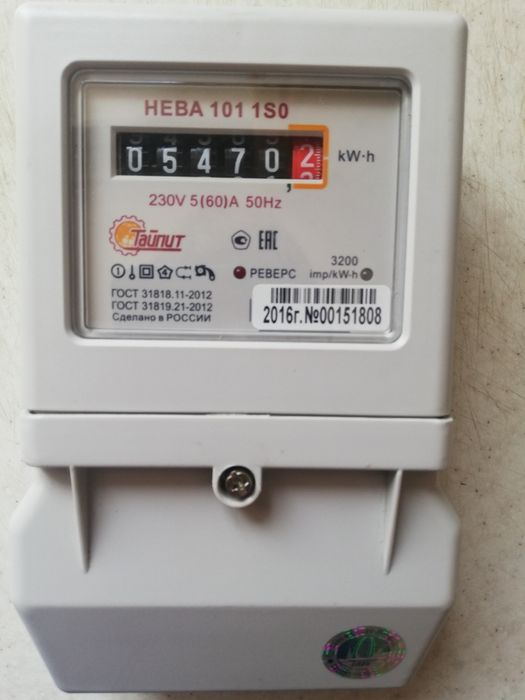 НЕВА 101 1S0
054702
kW·h
,
230V 5(60)A 50Hz
Тайпит
ЕАС
РЕВЕРС
3200
imp/kW·h
ГОСТ 31818.11-2012
ГОСТ 31819.21-2012
Сделано в РОССИИ
2016г.№00151808